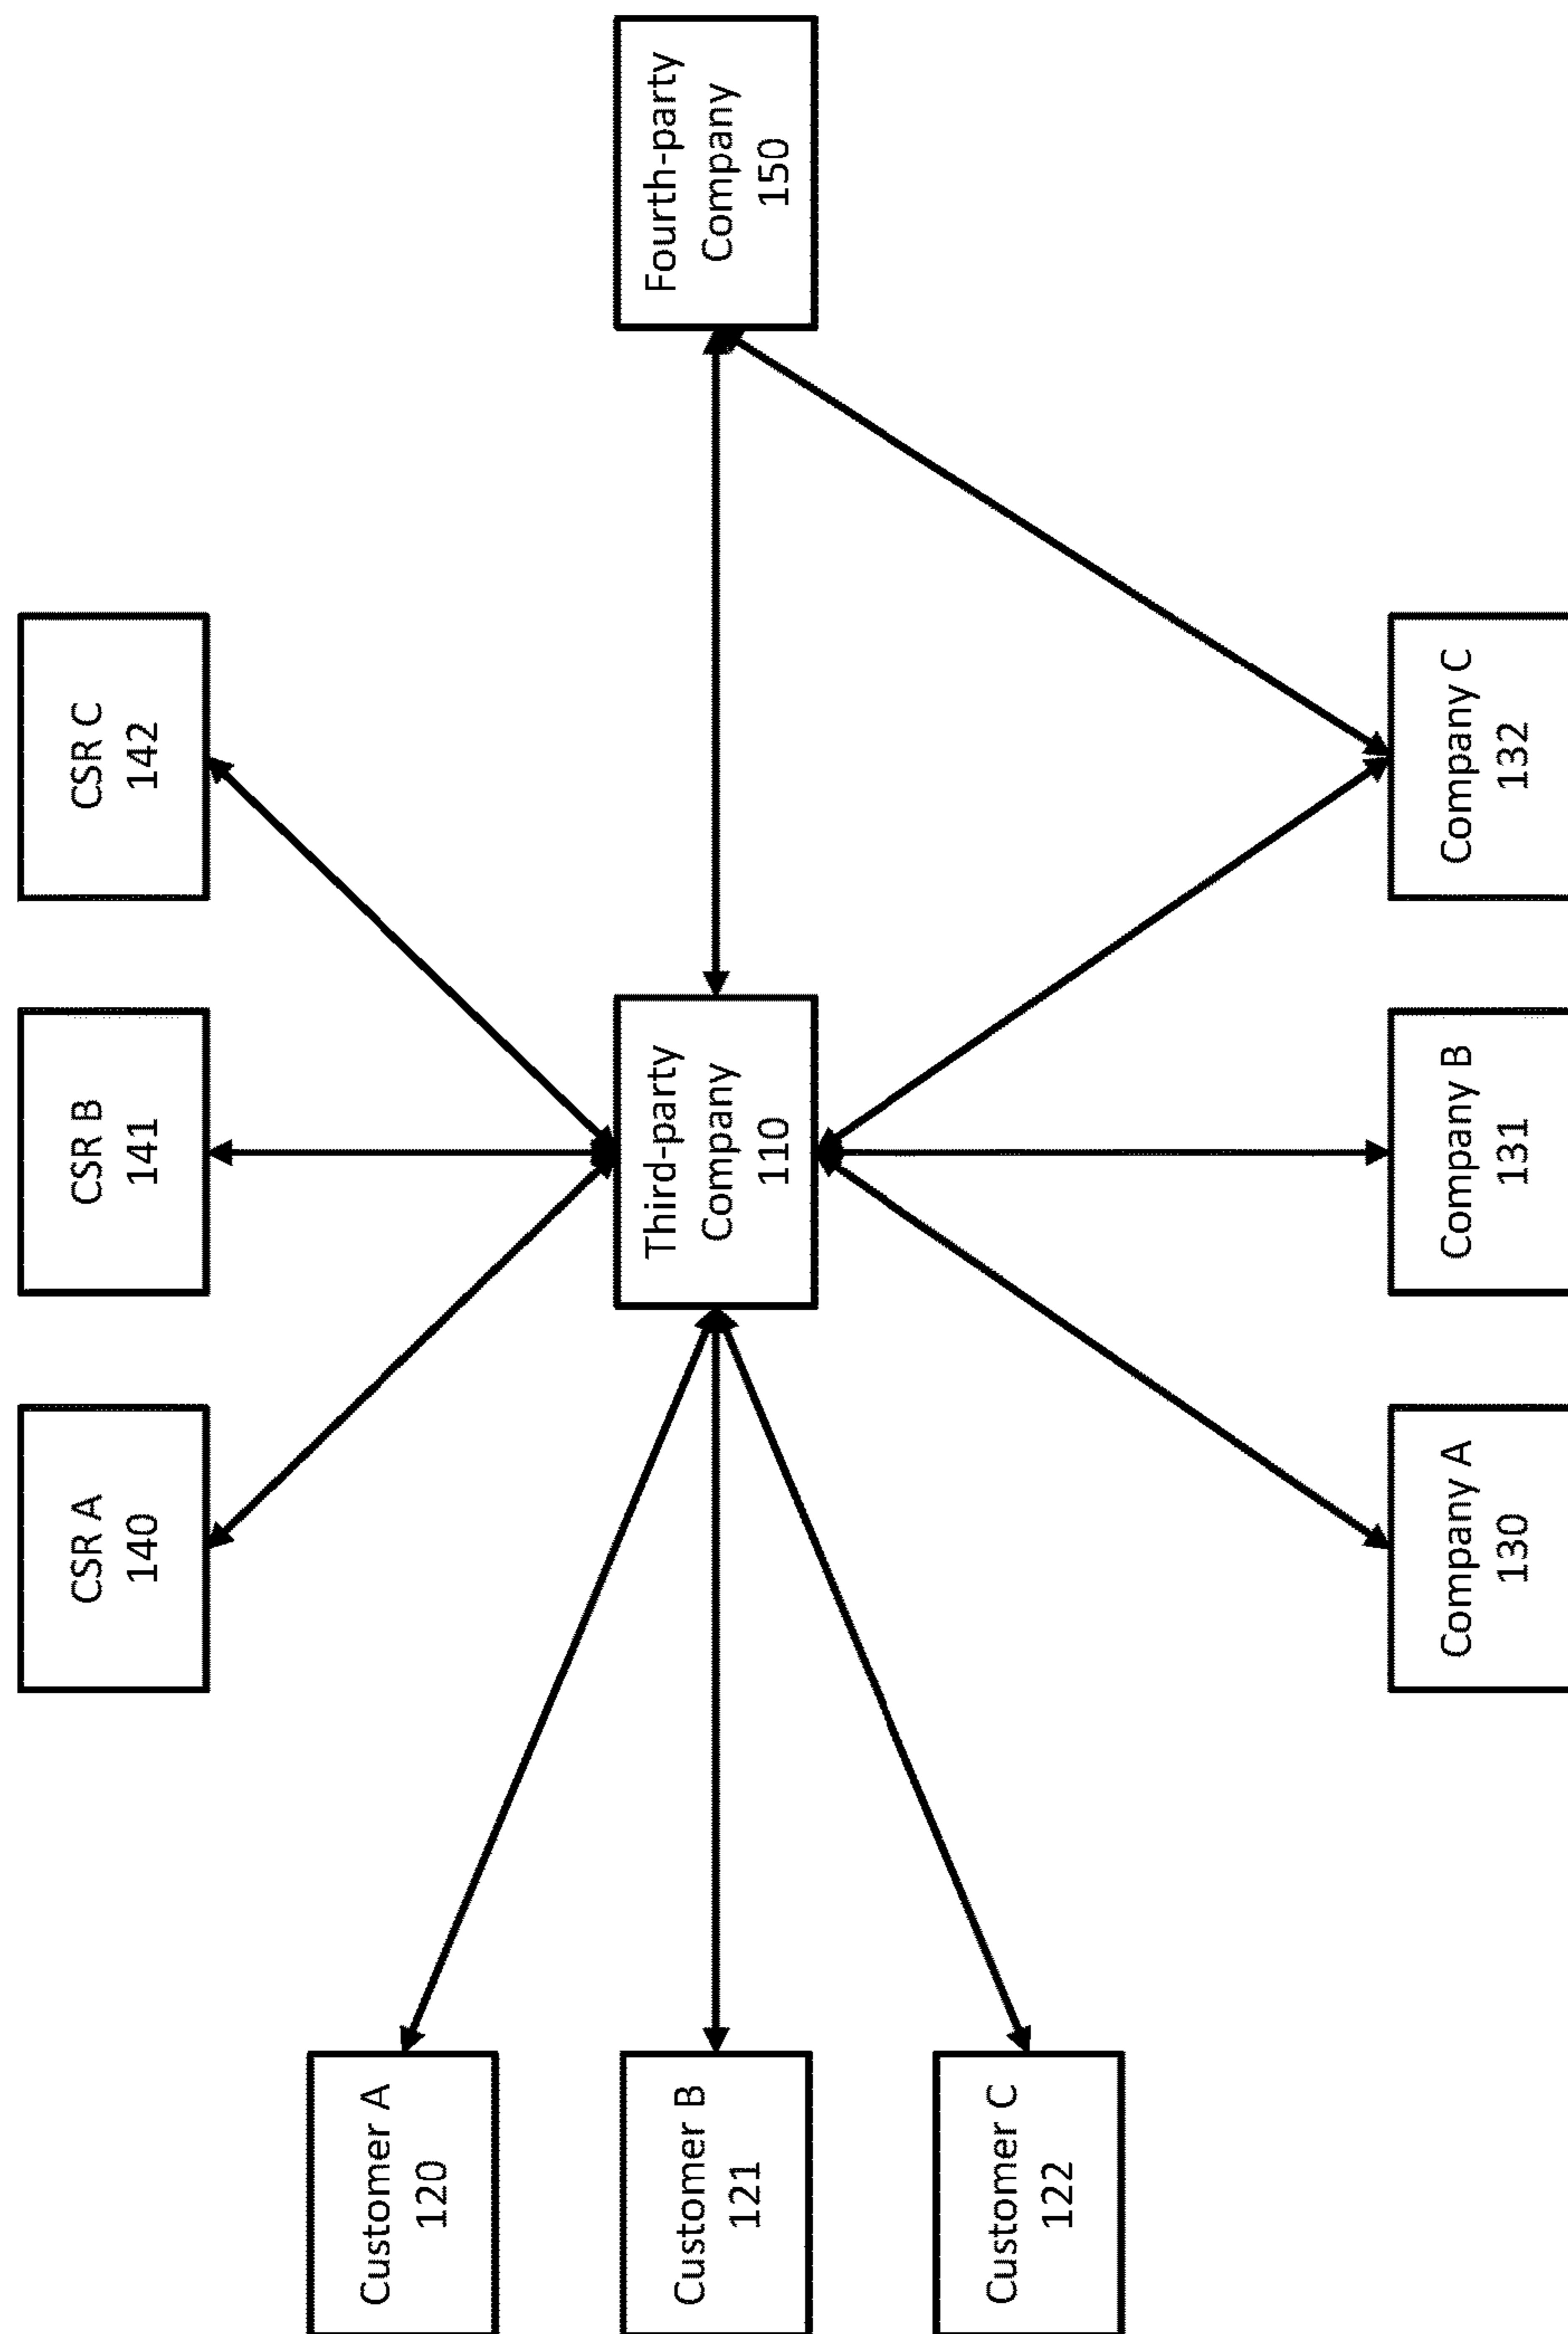 CSR A
140
CSR B
141
CSR C
142
Customer A
120
Customer B
121
Customer C
122
Third-party
Company
110
Fourth-party
Company
150
Company A
130
Company B
131
Company C
132